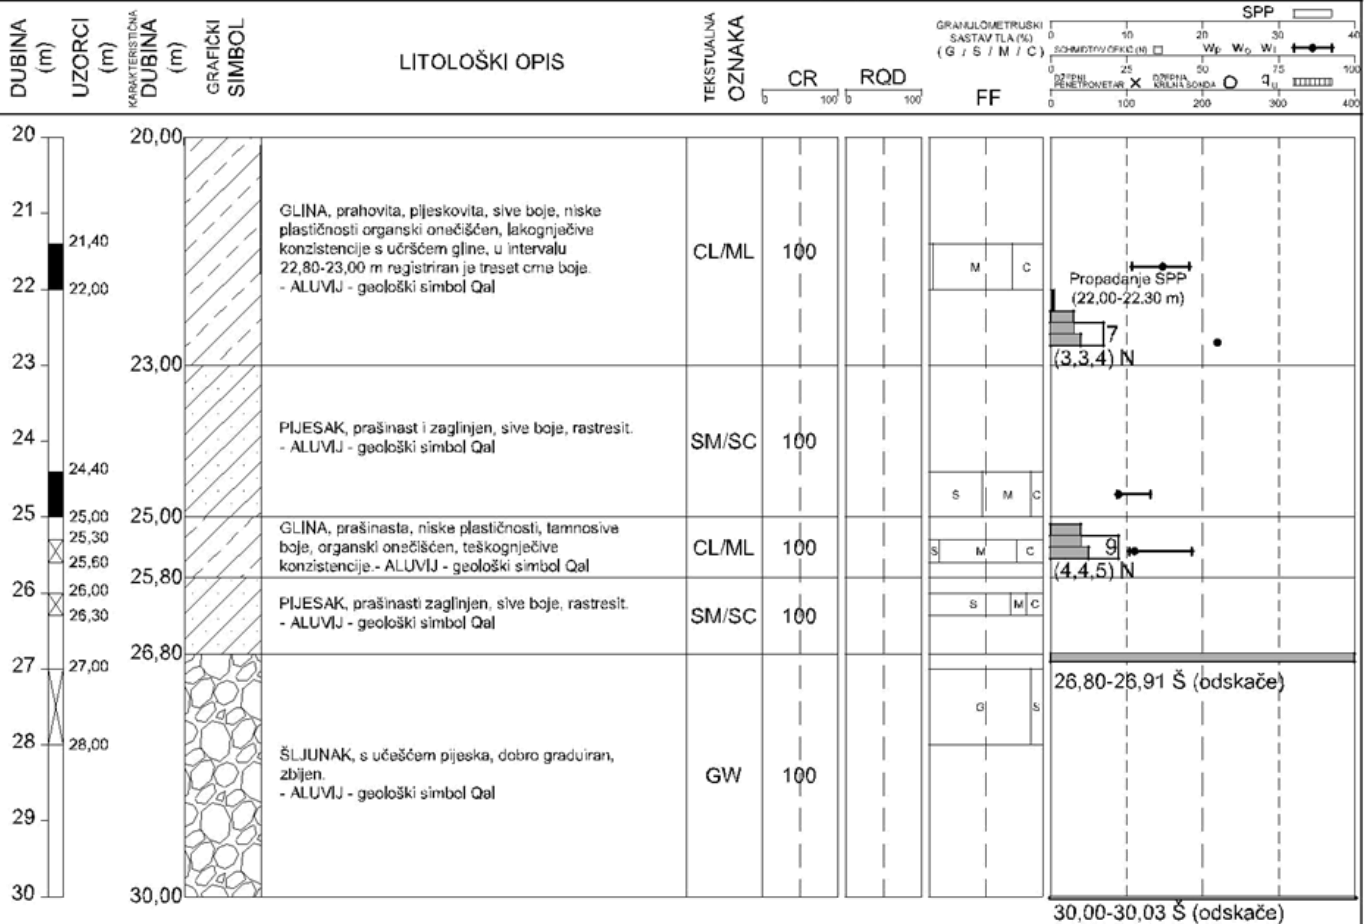 DUBINA (m)
UZORCI (m)
KARAKTERISTIČNA DUBINA (m)
GRAFIČKI SIMBOL
LITOLOŠKI OPIS
TEKSTUALNA OZNAKA
CR
0 100
RQD
0 100
GRANULOMETRIJSKI
SASTAV TLA (%)
( G / S / M / C )
FF
SPP
0 10 20 30 40
SCHMIDTOV ČEKIĆ (N) Wp Wo Wl
0 25 50 75 100
DŽEPNI PENETROMETAR X DŽEPNA KRILNA SONDA O qu
0 100 200 300 400
20
20,00
21
21,40
22
22,00
GLINA, prahovita, pijeskovita, sive boje, niske
plastičnosti organski onečišćen, lakognječive
konzistencije s učršćem gline, u intervalu
22,80-23,00 m registriran je treset crne boje.
- ALUVIJ - geološki simbol Qal
CL/ML
100
M C
Propadanje SPP
(22,00-22,30 m)
7
(3,3,4) N
23
23,00
24
24,40
PIJESAK, prašinast i zaglinjen, sive boje, rastresit.
- ALUVIJ - geološki simbol Qal
SM/SC
100
S M C
25
25,00
25,00
25,30
25,60
GLINA, prašinasta, niske plastičnosti, tamnosive
boje, organski onečišćen, teškognječive
konzistencije.- ALUVIJ - geološki simbol Qal
CL/ML
100
S M C
9
(4,4,5) N
25,80
26
26,00
26,30
PIJESAK, prašinasti zaglinjen, sive boje, rastresit.
- ALUVIJ - geološki simbol Qal
SM/SC
100
S M C
26,80
26,80-26,91 Š (odskače)
27
27,00
G S
28
28,00
ŠLJUNAK, s učešćem pijeska, dobro graduiran,
zbijen.
- ALUVIJ - geološki simbol Qal
GW
100
29
30
30,00
30,00-30,03 Š (odskače)